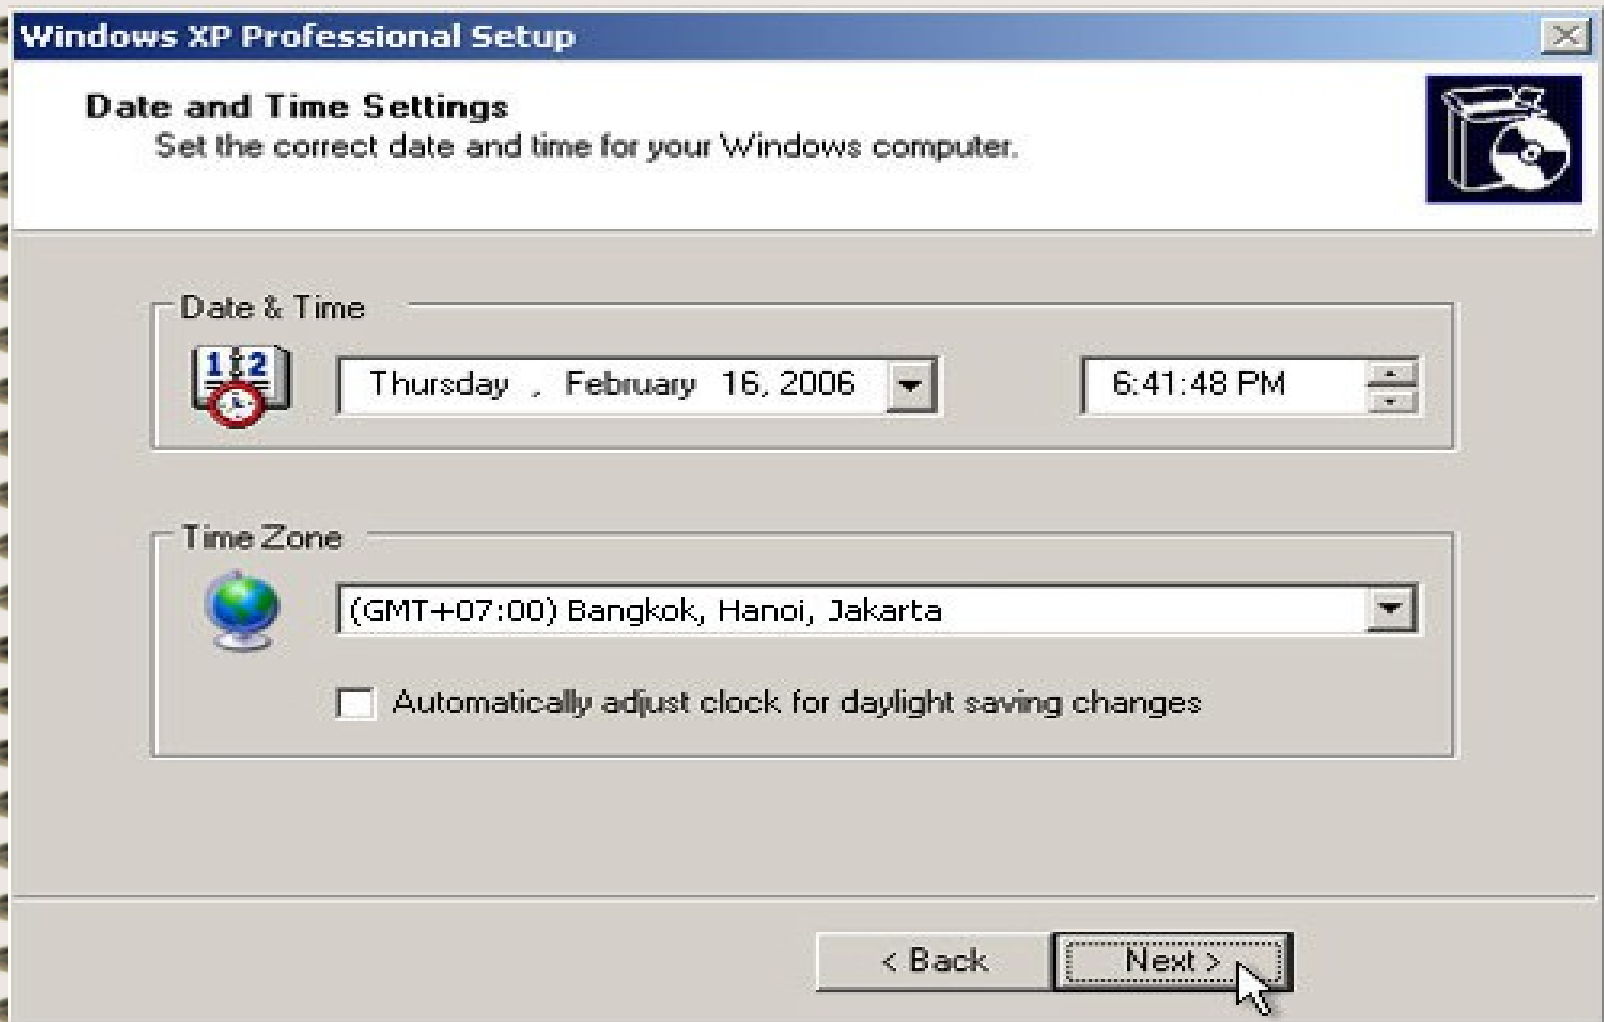 Windows XP Professional Setup
Date and Time Settings
Set the correct date and time for your Windows computer.
Date & Time
12
Thursday , February 16, 2006
6:41:48 PM
Time Zone
(GMT+07:00) Bangkok, Hanoi, Jakarta
Automatically adjust clock for daylight saving changes
< Back
Next >